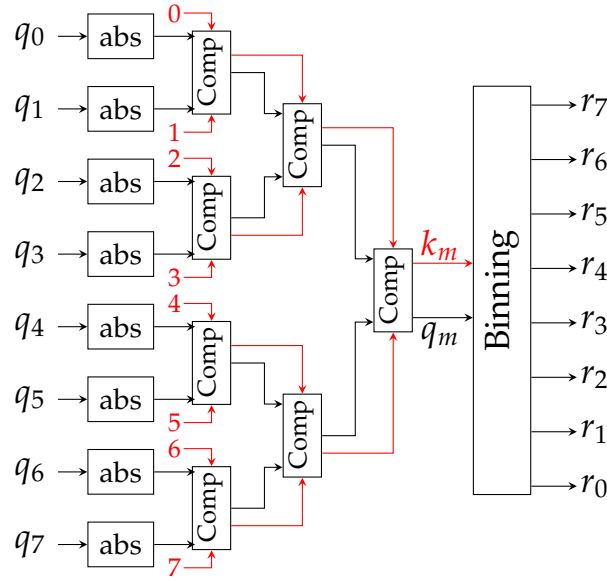 q₀ abs
q₁ abs
q₂ abs
q₃ abs
q₄ abs
q₅ abs
q₆ abs
q₇ abs
0
Comp
1
2
Comp
3
4
Comp
5
6
Comp
7
Comp
Comp
Comp
kₘ
qₘ
Binning
r₇
r₆
r₅
r₄
r₃
r₂
r₁
r₀